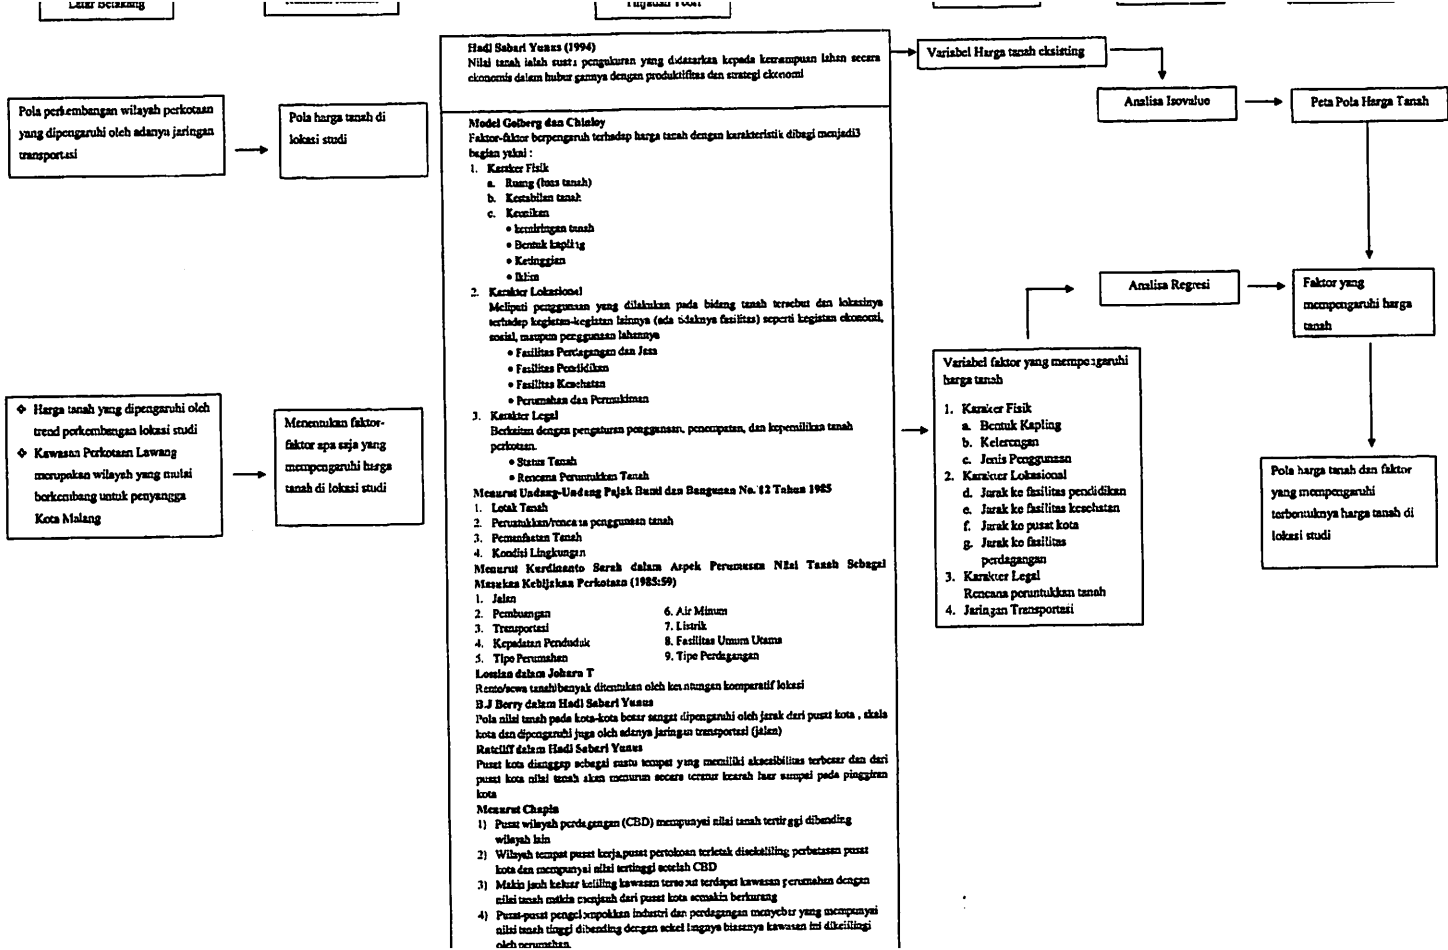 Latar Belakang
Tinjauan Teori
Pola perkembangan wilayah perkotaan
yang dipengaruhi oleh adanya jaringan
transportasi
Pola harga tanah di
lokasi studi
❖ Harga tanah yang dipengaruhi oleh
trend perkembangan lokasi studi
❖ Kawasan Perkotaan Lawang
merupakan wilayah yang mulai
berkembang untuk penyangga
Kota Malang
Menentukan faktor-
faktor apa saja yang
mempengaruhi harga
tanah di lokasi studi
Hadi Sabari Yunus (1994)
Nilai tanah ialah suatu pengukuran yang didasarkan kepada kemampuan lahan secara
ekonomis dalam hubungannya dengan produktifitas dan strategi ekonomi
Model Golberg dan Chinloy
Faktor-faktor berpengaruh terhadap harga tanah dengan karakteristik dibagi menjadi3
bagian yakni :
1. Karakter Fisik
a. Ruang (luas tanah)
b. Kestabilan tanah
c. Keunikan
• kemiringan tanah
• Bentuk kapling
• Ketinggian
• Iklim
2. Karakter Lokasional
Meliputi penggunaan yang dilakukan pada bidang tanah tersebut dan lokasinya
terhadap kegiatan-kegiatan lainnya (ada tidaknya fasilitas) seperti kegiatan ekonomi,
sosial, maupun penggunaan lahannya
• Fasilitas Perdagangan dan Jasa
• Fasilitas Pendidikan
• Fasilitas Kesehatan
• Perumahan dan Permukiman
3. Karakter Legal
Berkaitan dengan pengaturan penggunaan, penempatan, dan kepemilikan tanah
perkotaan.
• Status Tanah
• Rencana Peruntukkan Tanah
Menurut Undang-Undang Pajak Bumi dan Bangunan No.12 Tahun 1985
1. Letak Tanah
2. Peruntukkan/rencana penggunaan tanah
3. Pemanfaatan Tanah
4. Kondisi Lingkungan
Menurut Kurdinanto Sarah dalam Aspek Perumusan Nilai Tanah Sebagai
Masukan Kebijakan Perkotaan (1985:59)
1. Jalan
2. Pembuangan
3. Transportasi
4. Kepadatan Penduduk
5. Tipe Perumahan
6. Air Minum
7. Listrik
8. Fasilitas Umum Utama
9. Tipe Perdagangan
Losslan dalam Johara T
Rente/sewa tanah banyak ditentukan oleh keuntungan komparatif lokasi
B.J Berry dalam Hadi Sabari Yunus
Pola nilai tanah pada kota-kota besar sangat dipengaruhi oleh jarak dari pusat kota , skala
kota dan dipengaruhi juga oleh adanya jaringan transportasi (jalan)
Ratcliff dalam Hadi Sabari Yunus
Pusat kota dianggap sebagai suatu tempat yang memiliki aksesibilitas terbesar dan dari
pusat kota nilai tanah akan menurun secara teratur kearah luar sampai pada pinggiran
kota
Menurut Chapin
1) Pusat wilayah perdagangan (CBD) mempunyai nilai tanah tertinggi dibanding
wilayah lain
2) Wilayah tempat pusat kerja,pusat pertokoan terletak disekeliling perbatasan pusat
kota dan mempunyai nilai tertinggi setelah CBD
3) Makin jauh keluar keliling kawasan tersebut terdapat kawasan perumahan dengan
nilai tanah makin menjauh dari pusat kota semakin berkurang
4) Pusat-pusat pengelompokkan industri dan perdagangan menyebar yang mempunyai
nilai tanah tinggi dibanding dengan sekelilingnya biasanya kawasan ini dikelilingi
oleh perumahan.
Variabel Harga tanah eksisting
Analisa Isovalue
Peta Pola Harga Tanah
Analisa Regresi
Faktor yang
mempengaruhi harga
tanah
Variabel faktor yang mempengaruhi
harga tanah
1. Karakter Fisik
a. Bentuk Kapling
b. Kelerengan
c. Jenis Penggunaan
2. Karakter Lokasional
d. Jarak ke fasilitas pendidikan
e. Jarak ke fasilitas kesehatan
f. Jarak ke pusat kota
g. Jarak ke fasilitas
perdagangan
3. Karakter Legal
Rencana peruntukkan tanah
4. Jaringan Transportasi
Pola harga tanah dan faktor
yang mempengaruhi
terbentuknya harga tanah di
lokasi studi